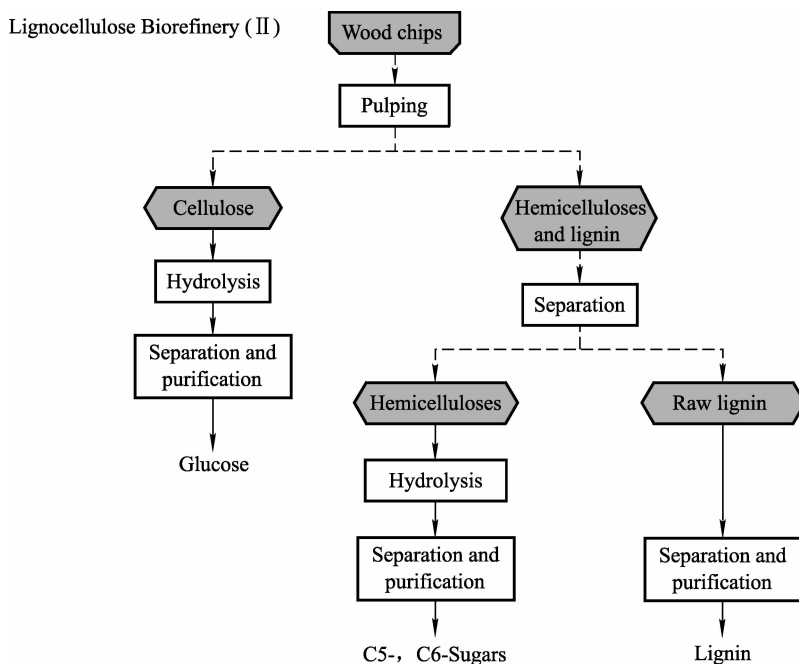 Lignocellulose Biorefinery (Ⅱ)
Wood chips
Pulping
Cellulose
Hemicelluloses
and lignin
Hydrolysis
Separation
Separation and
purification
Glucose
Hemicelluloses
Raw lignin
Hydrolysis
Separation and
purification
Separation and
purification
C5-, C6-Sugars
Lignin